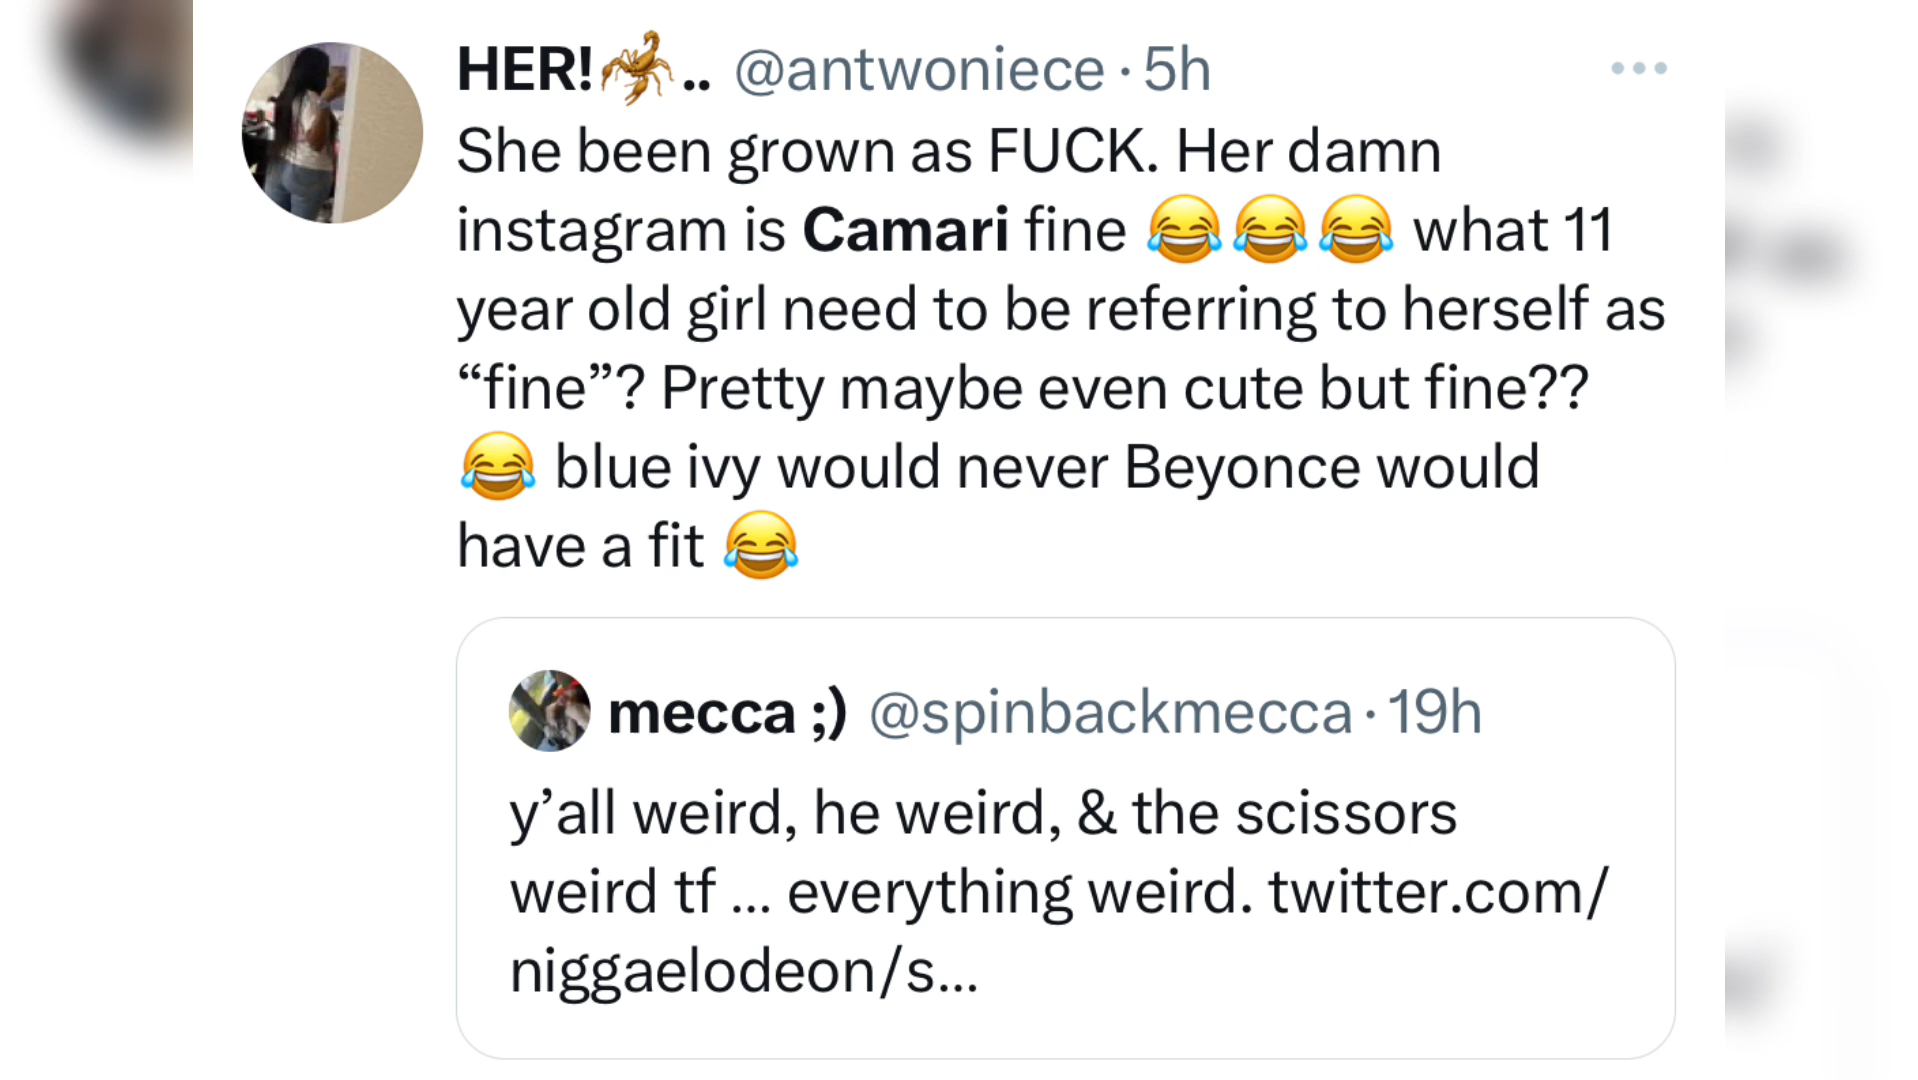 HER!🦂.. @antwoniece · 5h
She been grown as FUCK. Her damn
instagram is Camari fine 😂😂😂 what 11
year old girl need to be referring to herself as
“fine”? Pretty maybe even cute but fine??
😂 blue ivy would never Beyonce would
have a fit 😂
mecca ;) @spinbackmecca · 19h
y’all weird, he weird, & the scissors
weird tf ... everything weird. twitter.com/
niggaelodeon/s...